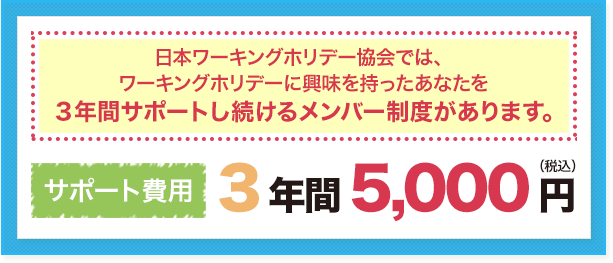 日本ワーキングホリデー協会では、
ワーキングホリデーに興味を持ったあなたを
３年間サポートし続けるメンバー制度があります。
サポート費用 3年間 5,000円 （税込）